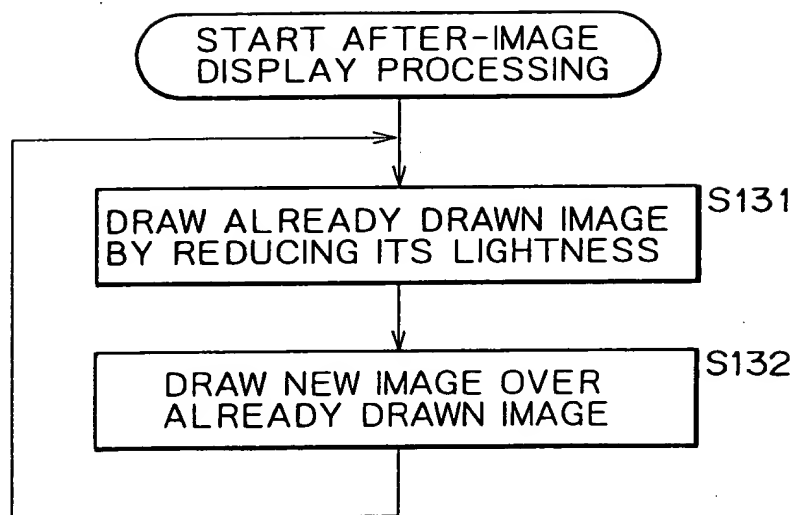 START AFTER-IMAGE
DISPLAY PROCESSING
S131
DRAW ALREADY DRAWN IMAGE
BY REDUCING ITS LIGHTNESS
S132
DRAW NEW IMAGE OVER
ALREADY DRAWN IMAGE